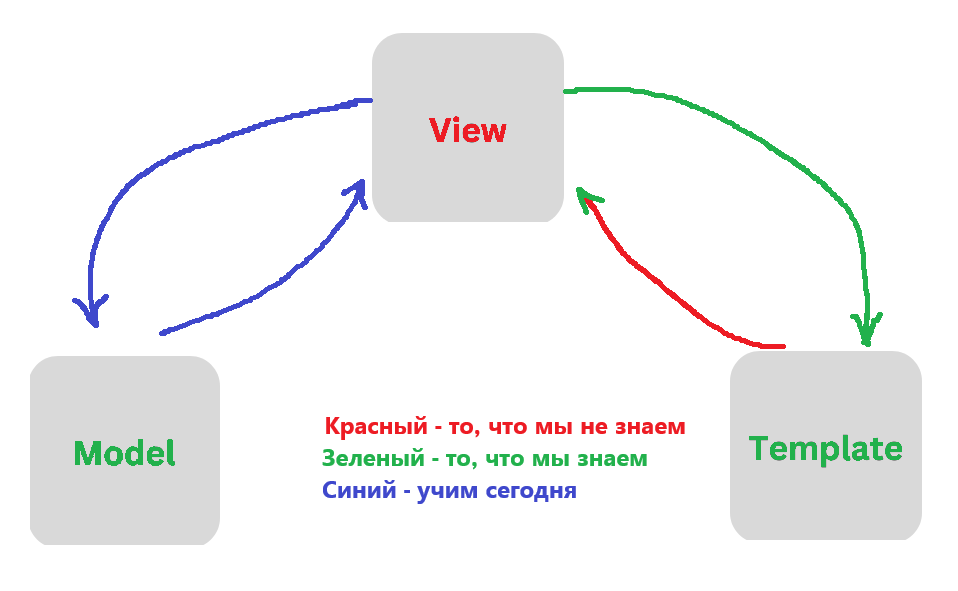 View
Model
Template
Красный - то, что мы не знаем
Зеленый - то, что мы знаем
Синий - учим сегодня